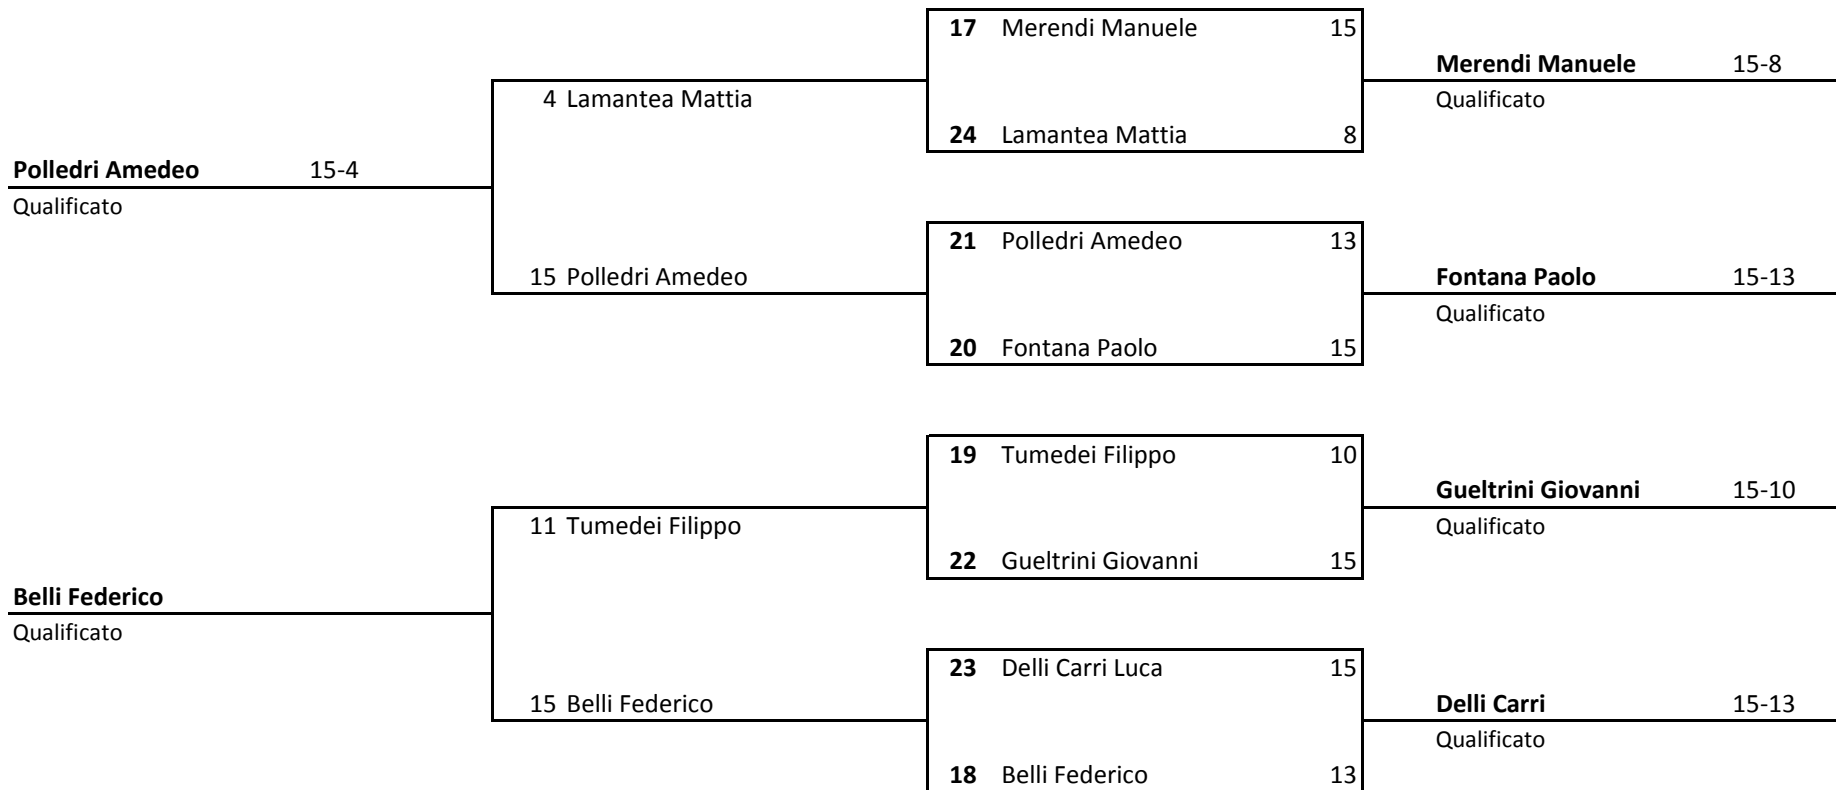 17 Merendi Manuele 15
Merendi Manuele 15-8
4 Lamantea Mattia
Qualificato
24 Lamantea Mattia 8
Polledri Amedeo 15-4
Qualificato
21 Polledri Amedeo 13
15 Polledri Amedeo
Fontana Paolo 15-13
Qualificato
20 Fontana Paolo 15
19 Tumedei Filippo 10
Gueltrini Giovanni 15-10
11 Tumedei Filippo
Qualificato
22 Gueltrini Giovanni 15
Belli Federico
Qualificato
23 Delli Carri Luca 15
15 Belli Federico
Delli Carri 15-13
Qualificato
18 Belli Federico 13